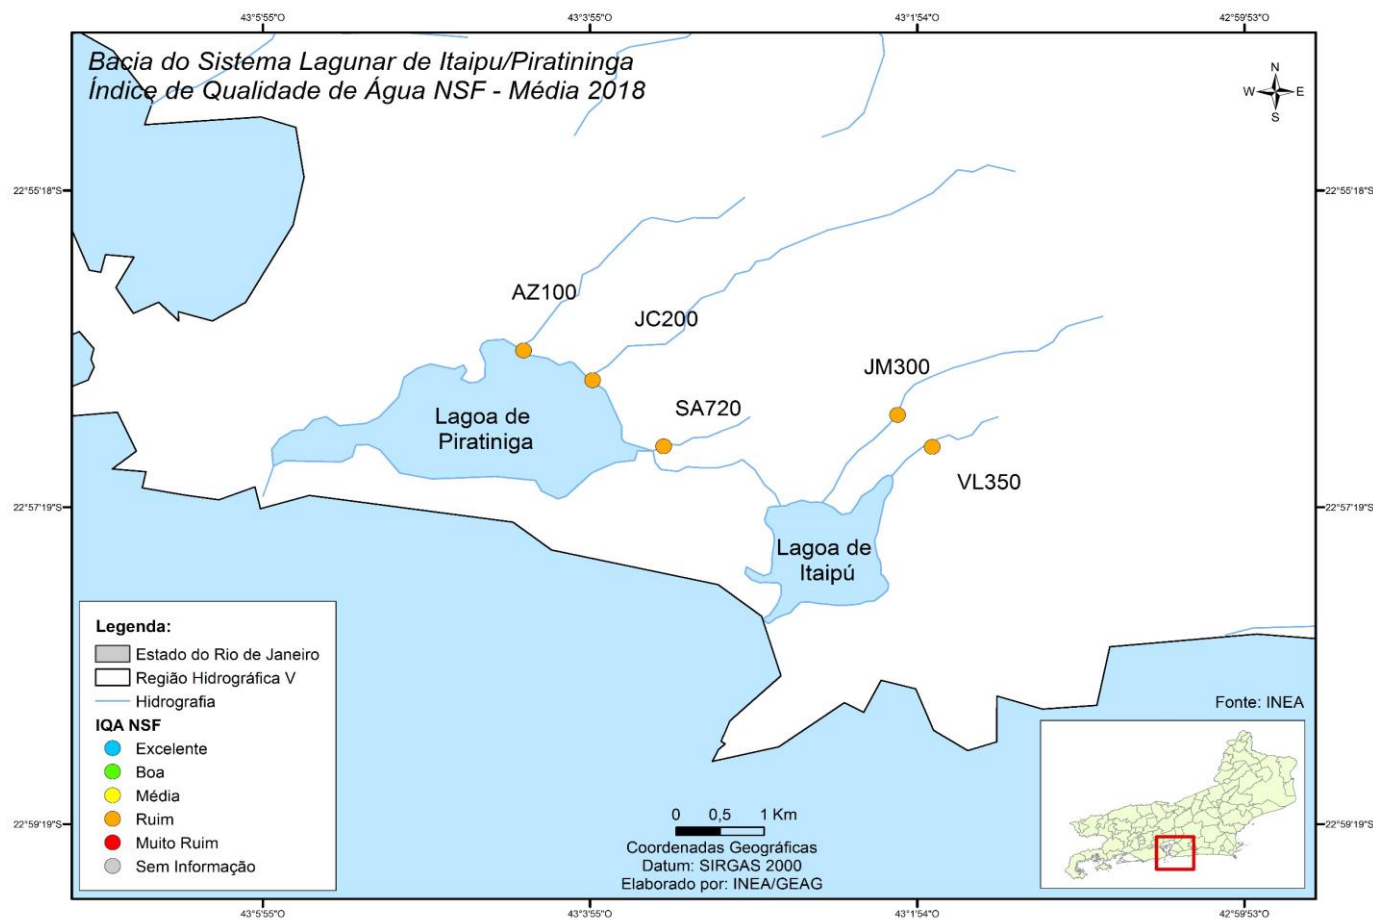 43°5'55"O 43°3'55"O 43°1'54"O 42°59'53"O
Bacia do Sistema Lagunar de Itaipu/Piratininga
Índice de Qualidade de Água NSF - Média 2018
N
W E
S
22°55'18"S 22°55'18"S
AZ100
JC200
JM300
SA720
Lagoa de
Piratiniga
VL350
22°57'19"S 22°57'19"S
Lagoa de
Itaipú
Legenda:
Estado do Rio de Janeiro
Região Hidrográfica V
Hidrografia
IQA NSF
Excelente
Boa
Média
Ruim
Muito Ruim
Sem Informação
Fonte: INEA
0 0,5 1 Km
Coordenadas Geográficas
Datum: SIRGAS 2000
Elaborado por: INEA/GEAG
22°59'19"S 22°59'19"S
43°5'55"O 43°3'55"O 43°1'54"O 42°59'53"O